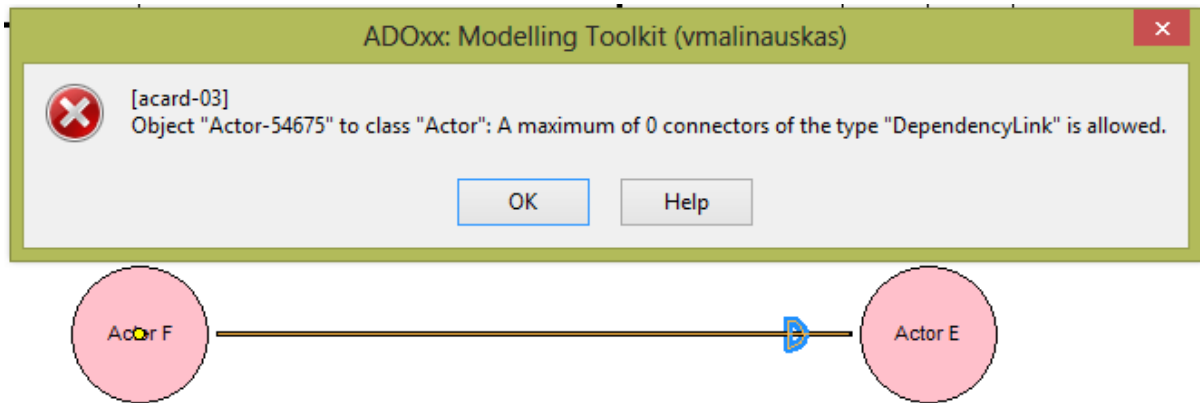 ADOxx: Modelling Toolkit (vmalinauskas)
[acard-03]
Object "Actor-54675" to class "Actor": A maximum of 0 connectors of the type "DependencyLink" is allowed.
OK Help
Actor F Actor E